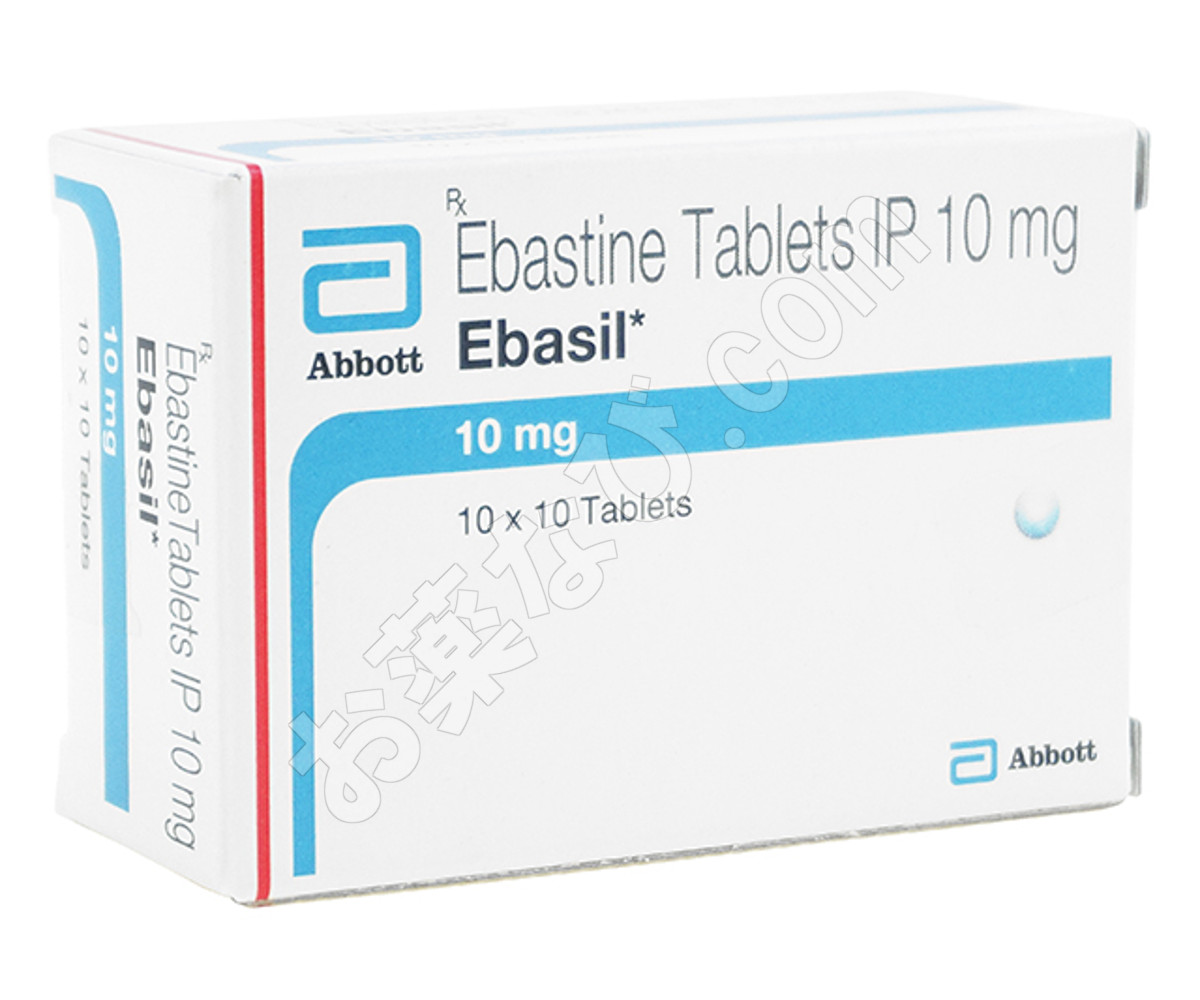 Rx
Ebastine Tablets IP 10 mg
Ebasil*
Abbott
10 mg
10 x 10 Tablets
Abbott
Rx
Ebastine Tablets IP 10 mg
Ebasil*
10 mg
10 x 10 Tablets
Ebasil
お薬なび.com